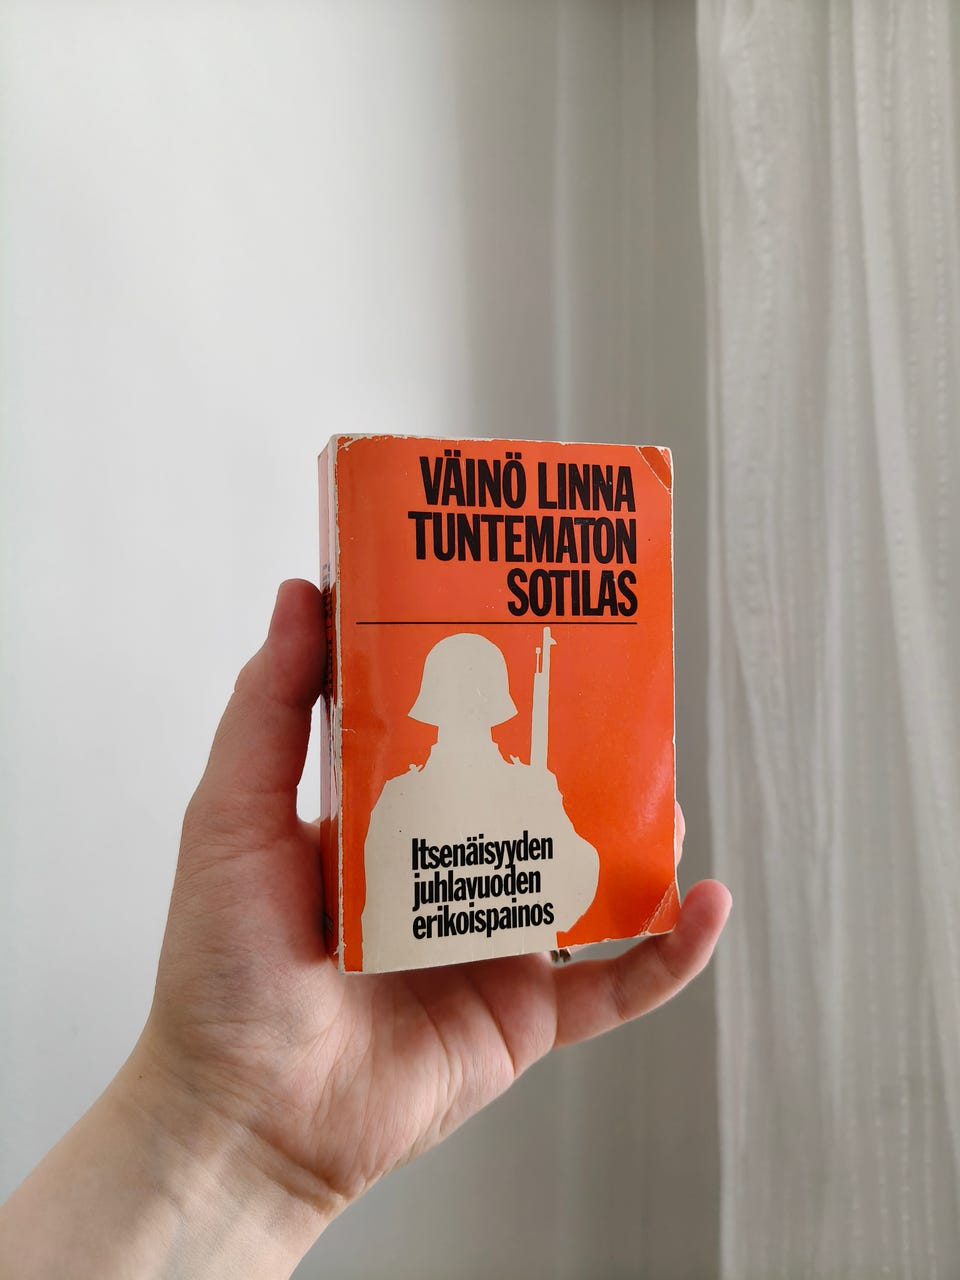 VÄINÖ LINNA
TUNTEMATON
SOTILAS
Itsenäisyyden
juhlavuoden
erikoispainos